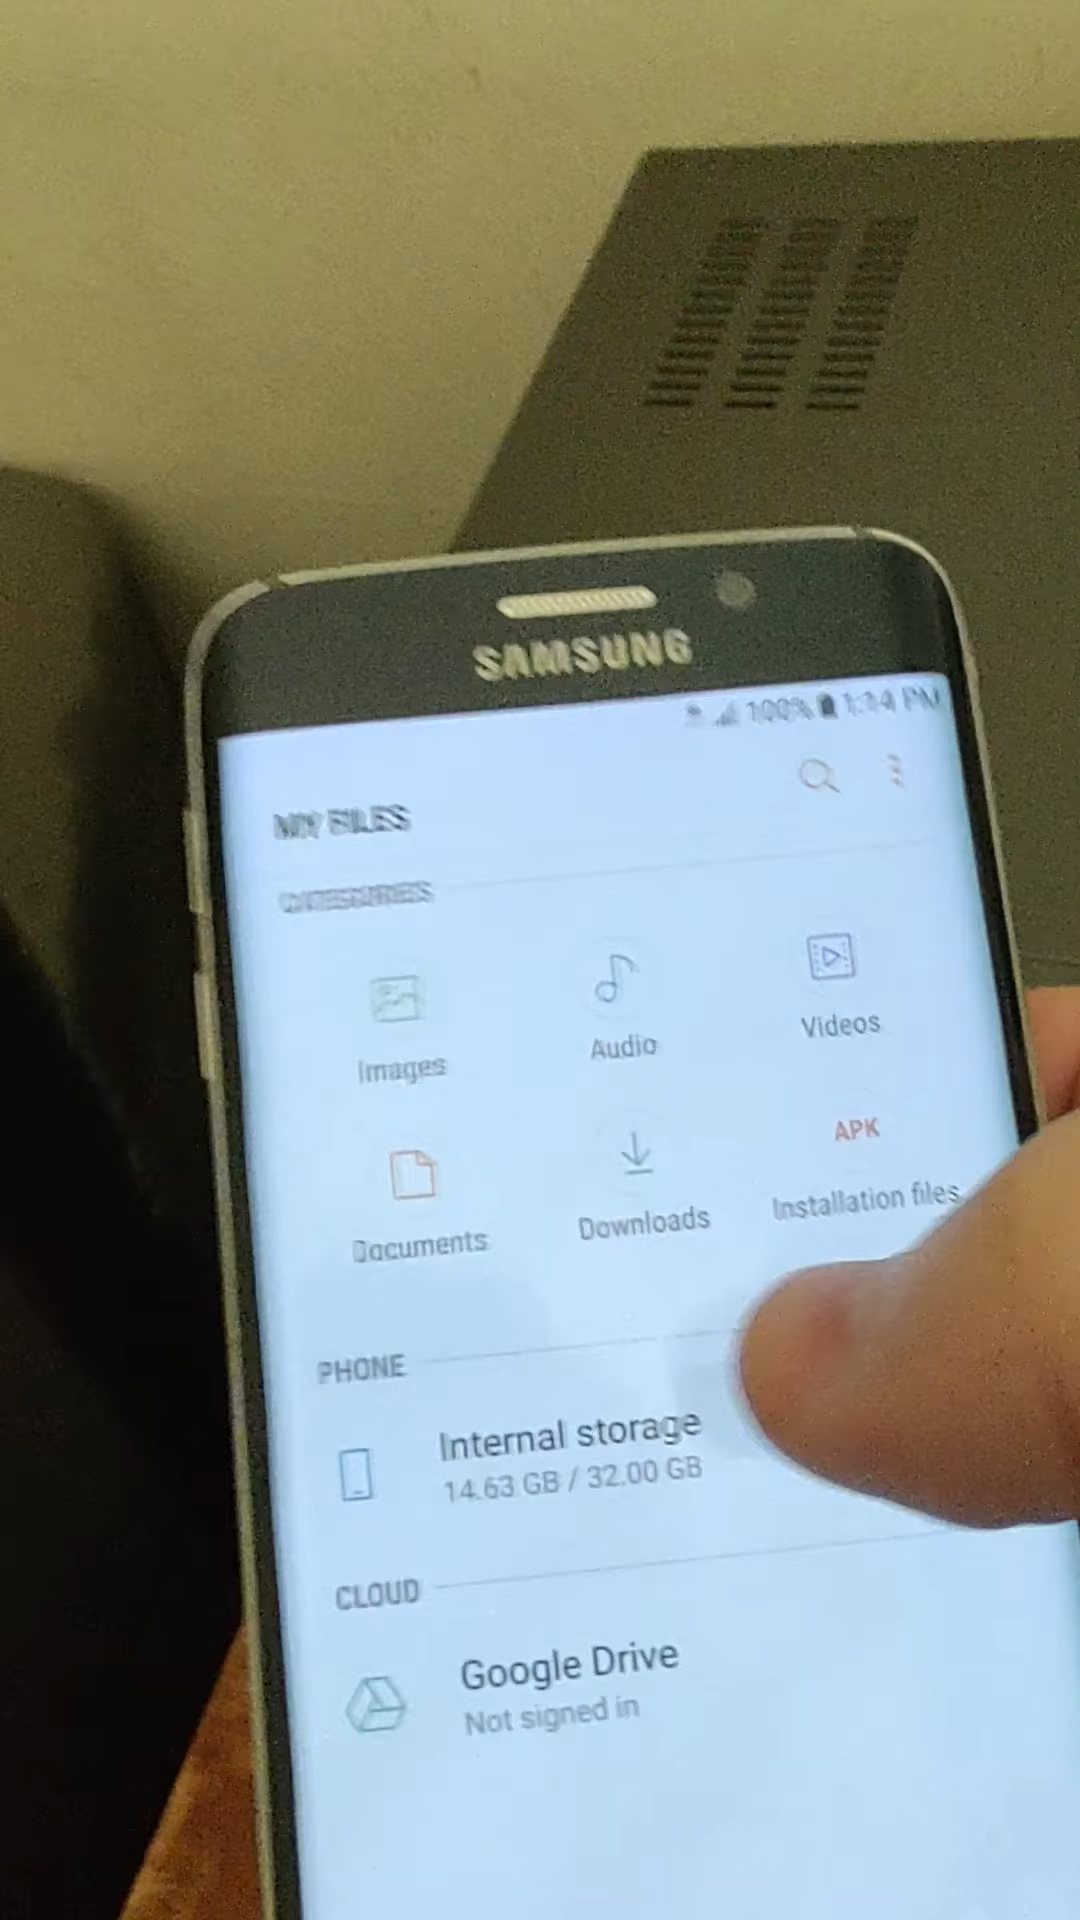 SAMSUNG
100% 1:14 PM
MY FILES
CATEGORIES
Images
Audio
Videos
Documents
Downloads
APK
Installation files
PHONE
Internal storage
14.63 GB / 32.00 GB
CLOUD
Google Drive
Not signed in